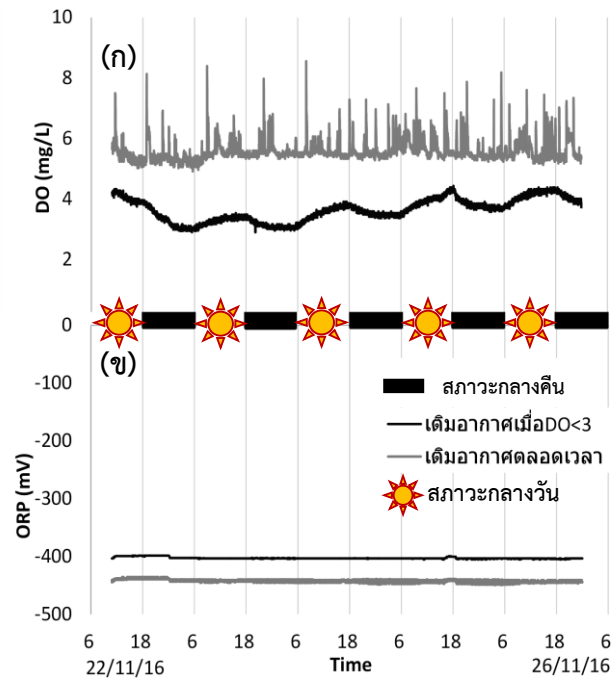 10
(ก)
8
6
DO (mg/L)
4
2
0
(ข)
-100
สภาวะกลางคืน
-200
เติมอากาศเมื่อDO<3
เติมอากาศตลอดเวลา
-300
ORP (mV)
สภาวะกลางวัน
-400
-500
6 18 6 18 6 18 6 18 6 18 6
22/11/16 Time 26/11/16